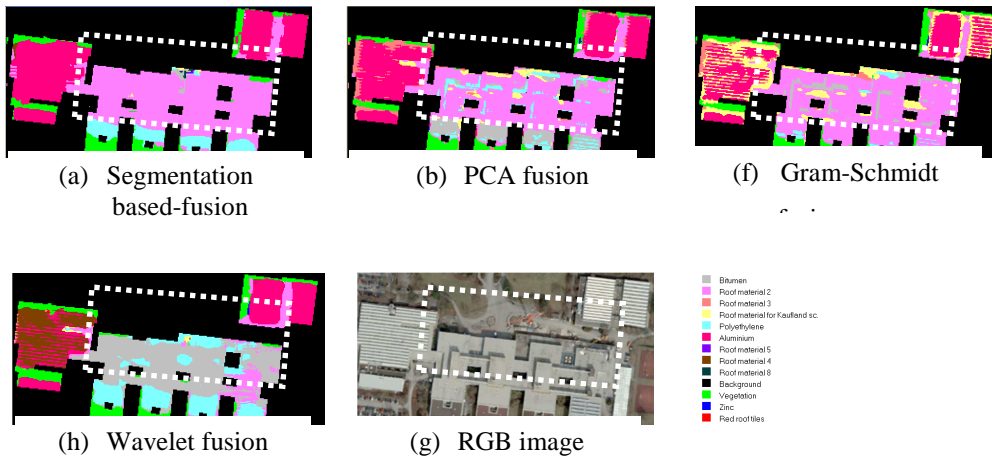 (a) Segmentation
based-fusion
(b) PCA fusion
(f) Gram-Schmidt
(h) Wavelet fusion
(g) RGB image
Bitumen
Roof material 2
Roof material 3
Roof material for Kaufland sc.
Polyethylene
Aluminium
Roof material 5
Roof material 4
Roof material 8
Background
Vegetation
Zinc
Red roof tiles